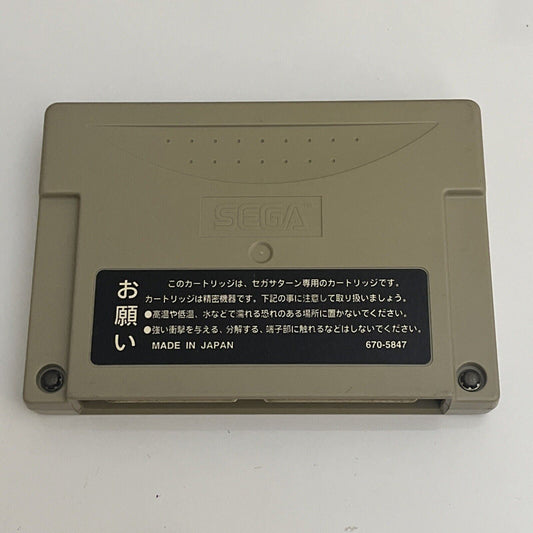 SEGA™
お願い
このカートリッジは、セガサターン専用のカートリッジです。
カートリッジは精密機器です。下記の事に注意して取り扱いましょう。
●高温や低温、水などで濡れる恐れのある場所に置かないでください。
●強い衝撃を与える、分解する、端子部に触れるなどはしないでください。
MADE IN JAPAN 670-5847